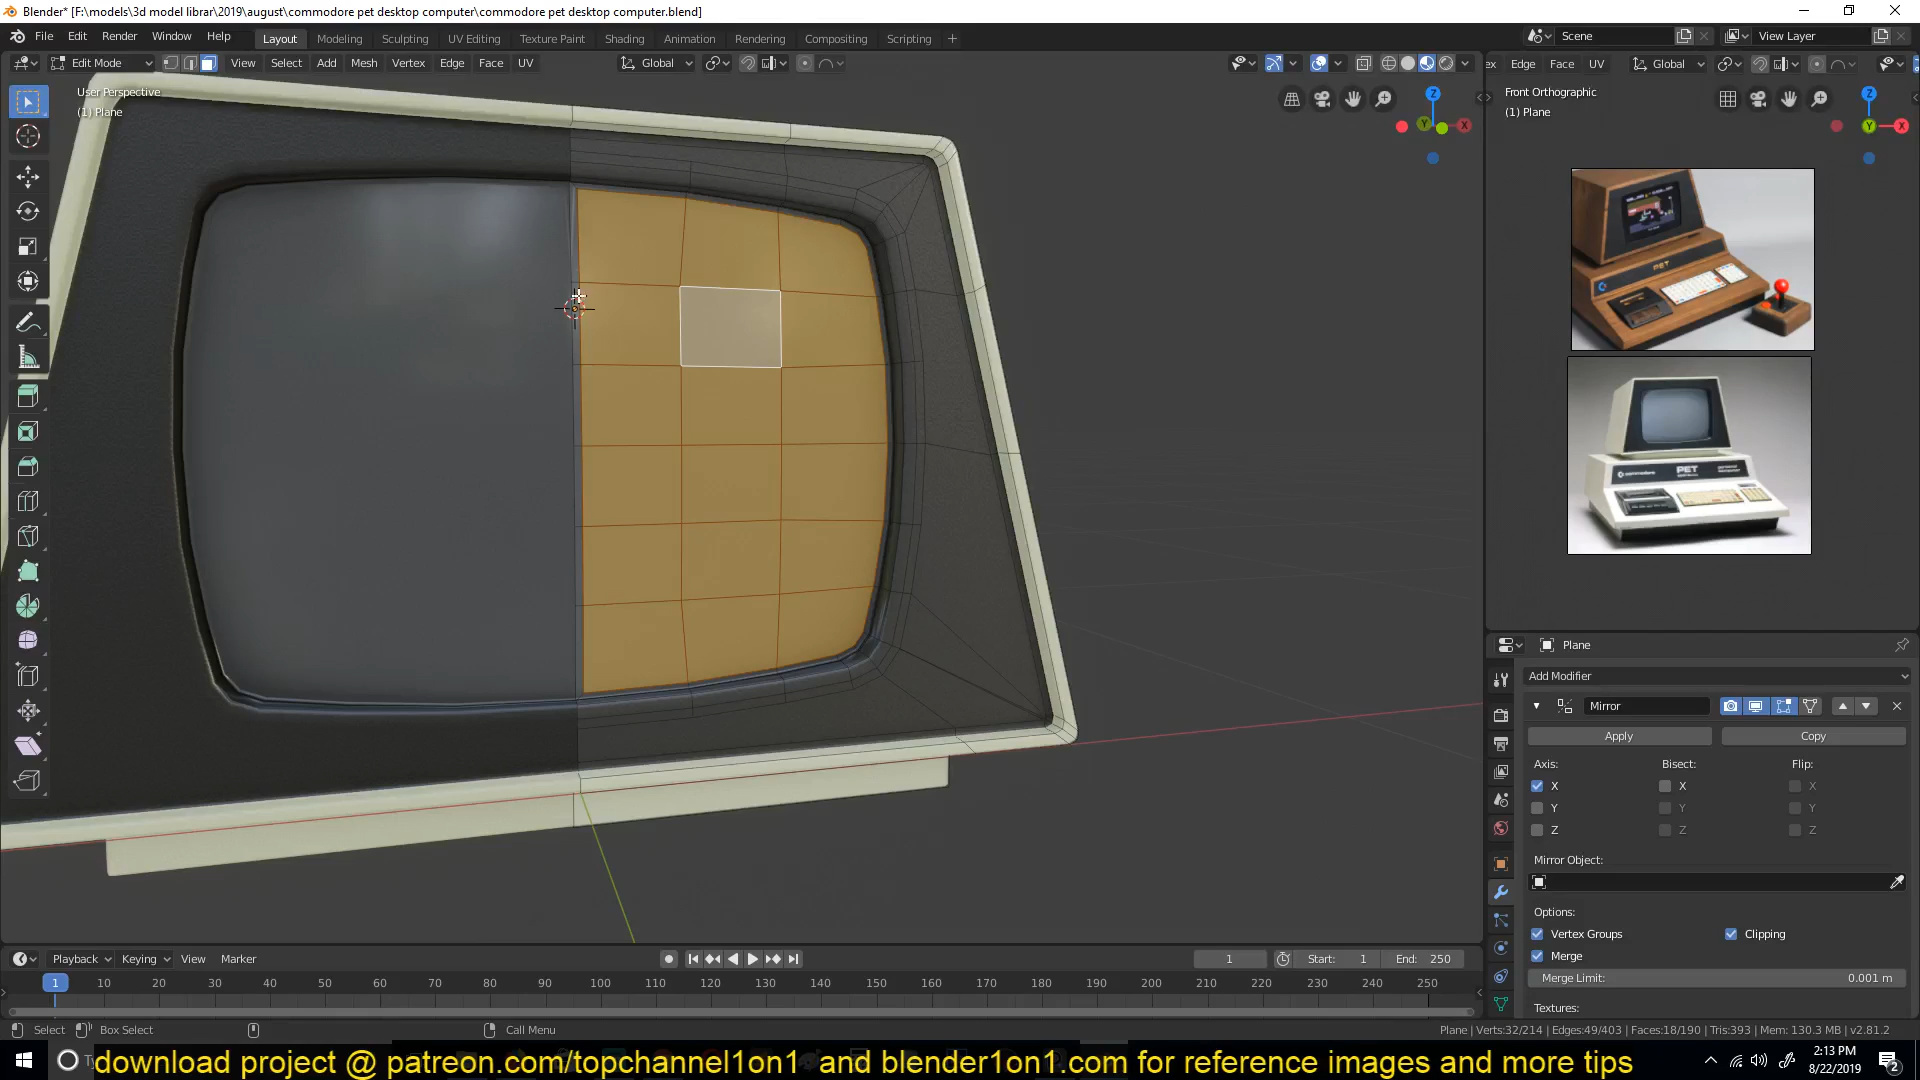 Blender* [F:\models\3d model librar\2019\august\commodore pet desktop computer\commodore pet desktop computer.blend]
File Edit Render Window Help Layout Modeling Sculpting UV Editing Texture Paint Shading Animation Rendering Compositing Scripting + Scene View Layer
Edit Mode View Select Add Mesh Vertex Edge Face UV Global ex Edge Face UV Global
User Perspective
(1) Plane
Z
X
Y
Front Orthographic
(1) Plane
Z
Y
X
PET
commodore PET
Plane
Add Modifier
Mirror
Apply Copy
Axis: Bisect: Flip:
X X X
Y Y Y
Z Z Z
Mirror Object:
Options:
Vertex Groups Clipping
Merge
Merge Limit: 0.001 m
Textures:
Playback Keying View Marker 1 Start: 1 End: 250
1 10 20 30 40 50 60 70 80 90 100 110 120 130 140 150 160 170 180 190 200 210 220 230 240 250
Select Box Select Call Menu Plane | Verts:32/214 | Edges:49/403 | Faces:18/190 | Tris:393 | Mem: 130.3 MB | v2.81.2
download project @ patreon.com/topchannel1on1 and blender1on1.com for reference images and more tips
2:13 PM
8/22/2019
2